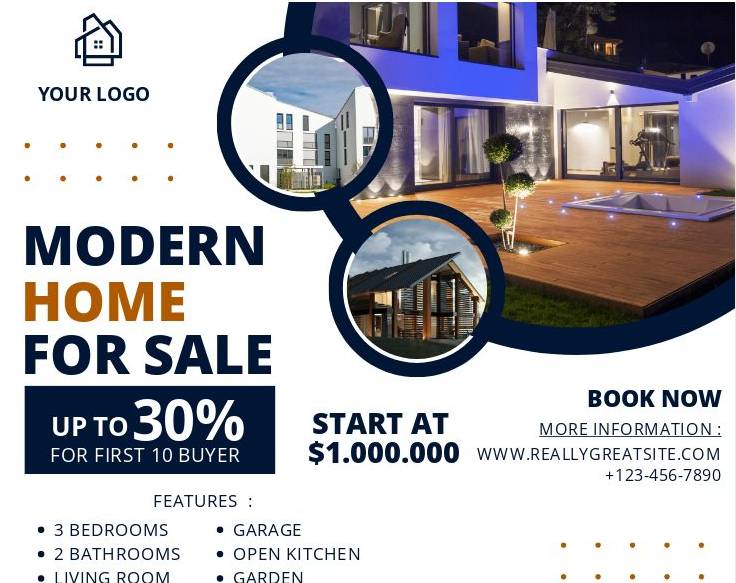 YOUR LOGO
MODERN
HOME
FOR SALE
UP TO 30%
FOR FIRST 10 BUYER
START AT
$1.000.000
BOOK NOW
MORE INFORMATION :
WWW.REALLYGREATSITE.COM
+123-456-7890
FEATURES :
3 BEDROOMS
2 BATHROOMS
LIVING ROOM
GARAGE
OPEN KITCHEN
GARDEN